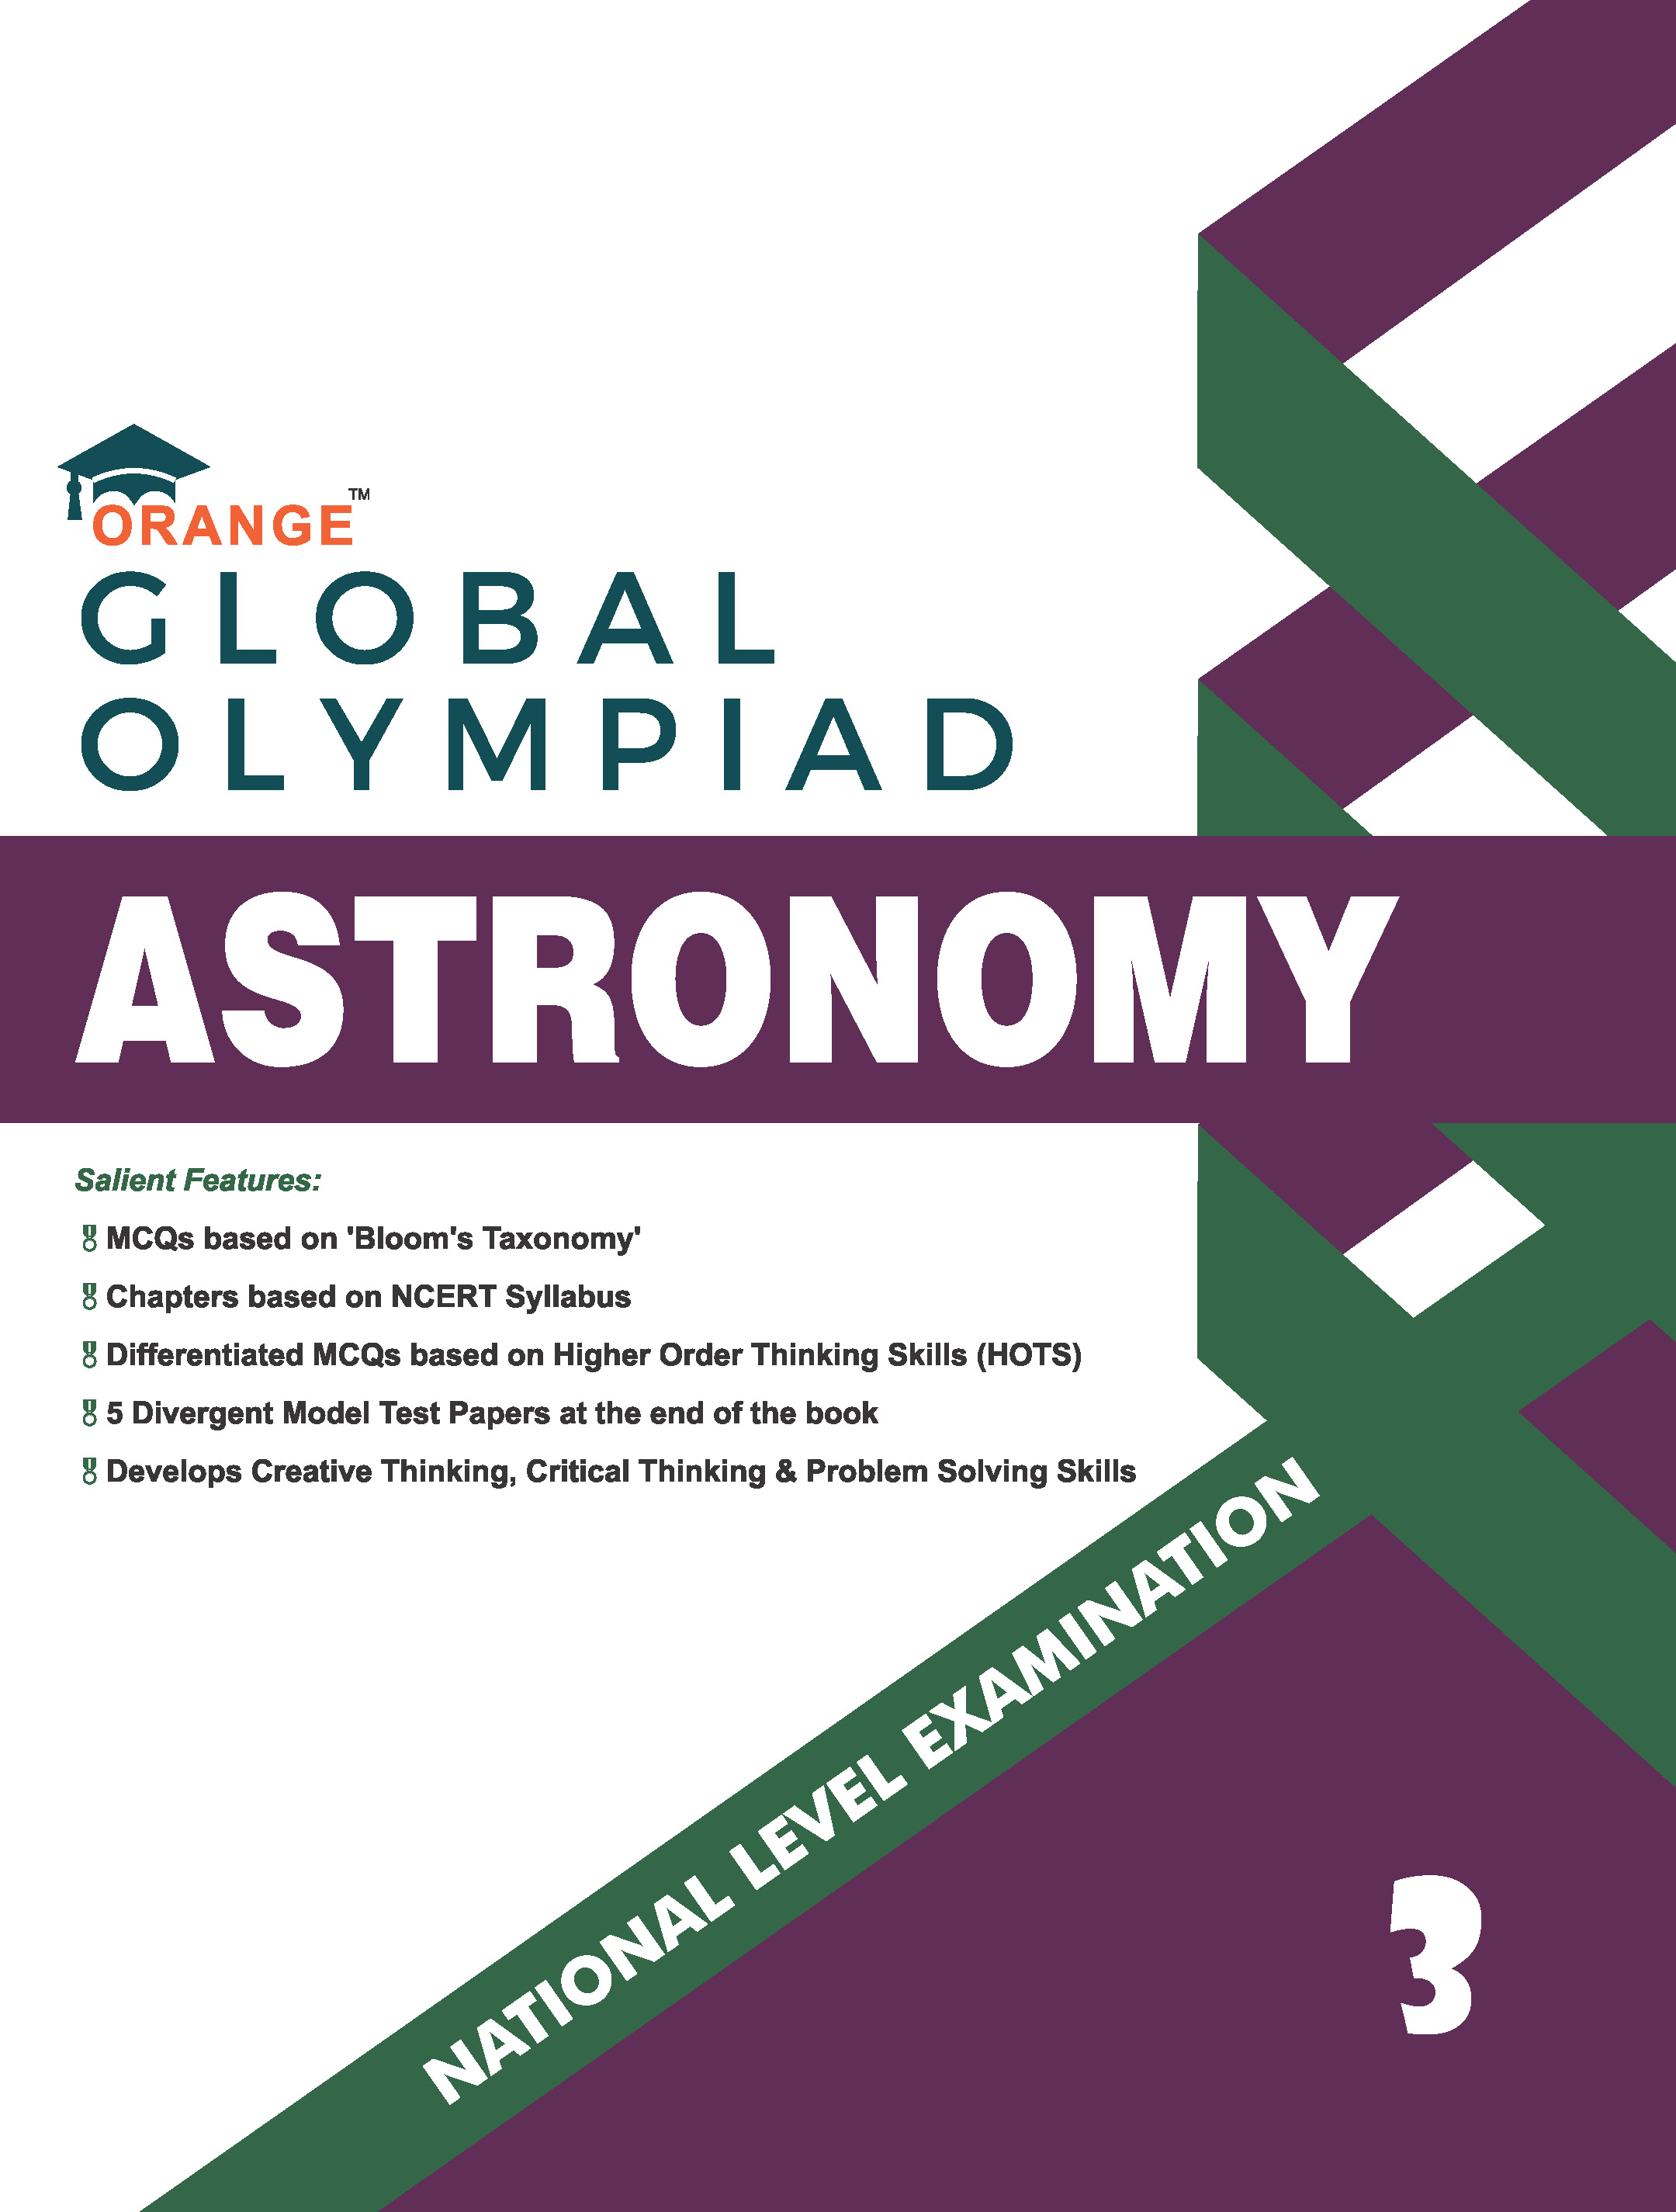 ORANGE™
GLOBAL
OLYMPIAD
ASTRONOMY
Salient Features:
MCQs based on 'Bloom's Taxonomy'
Chapters based on NCERT Syllabus
Differentiated MCQs based on Higher Order Thinking Skills (HOTS)
5 Divergent Model Test Papers at the end of the book
Develops Creative Thinking, Critical Thinking & Problem Solving Skills
NATIONAL LEVEL EXAMINATION
3